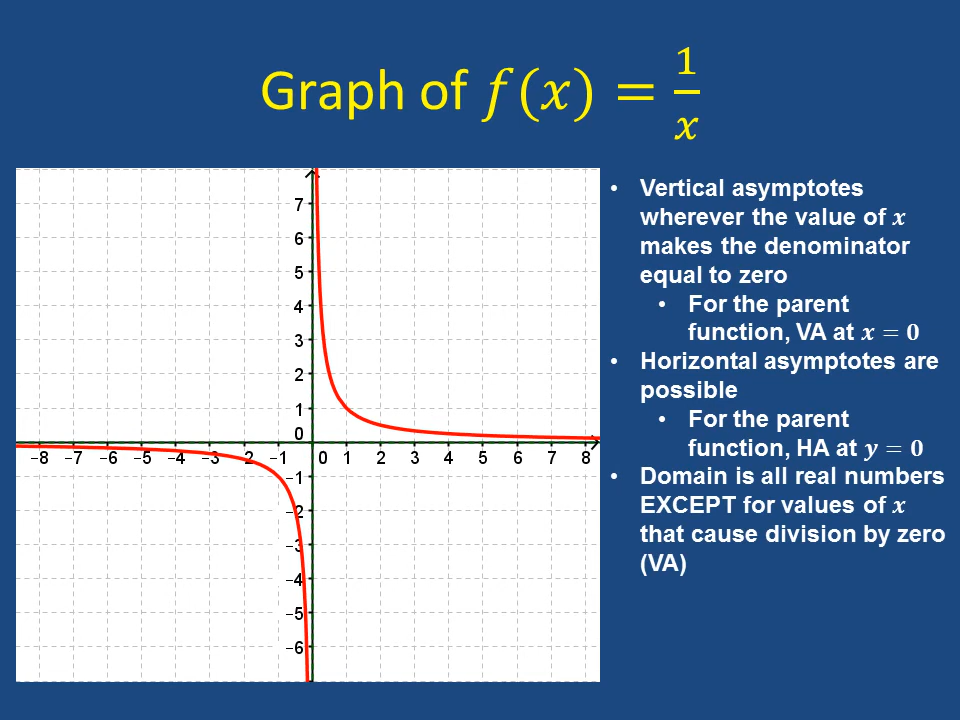 Graph of 𝑓(𝑥) = 1/𝑥
7
6
5
4
3
2
1
0
−8 −7 −6 −5 −4 −3 −2 −1 0 1 2 3 4 5 6 7 8
−1
−2
−3
−4
−5
−6
• Vertical asymptotes
wherever the value of 𝒙
makes the denominator
equal to zero
• For the parent
function, VA at 𝒙 = 𝟎
• Horizontal asymptotes are
possible
• For the parent
function, HA at 𝒚 = 𝟎
• Domain is all real numbers
EXCEPT for values of 𝒙
that cause division by zero
(VA)